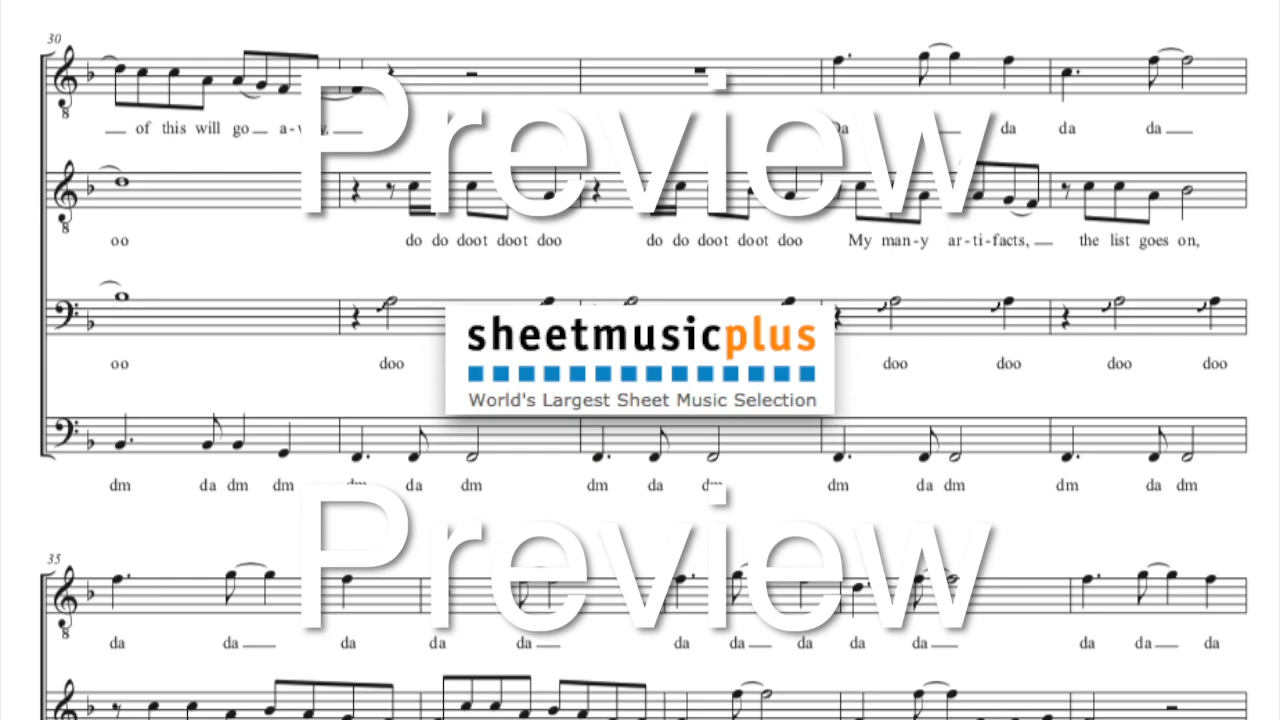 30
of this will go a-way,
Da da da da
Preview
oo do do doot doot doo do do doot doot doo My man-y ar-ti-facts, the list goes on,
oo doo doo doo doo doo
sheetmusicplus
World's Largest Sheet Music Selection
dm da dm dm dm da dm dm da dm dm da dm dm da dm
Preview
35
da da da da da da da da da da da da da